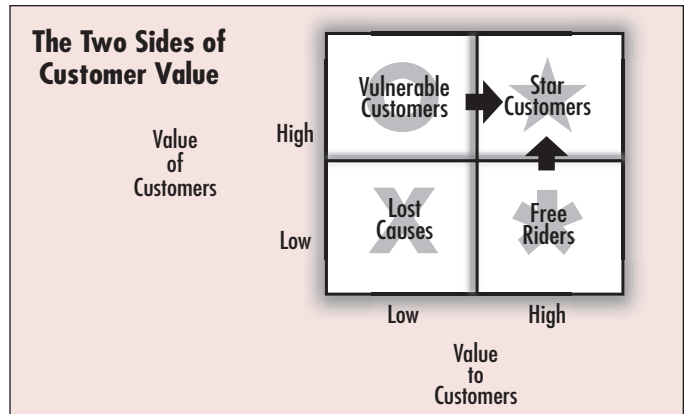 The Two Sides of
Customer Value
Value
of
Customers
High
Low
Vulnerable
Customers
Star
Customers
Lost
Causes
Free
Riders
Low
High
Value
to
Customers